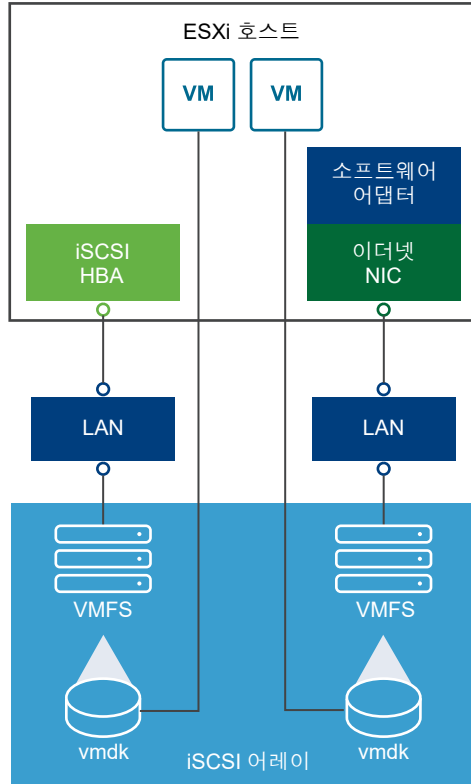 ESXi 호스트
VM
VM
소프트웨어
어댑터
iSCSI
HBA
이더넷
NIC
LAN
LAN
VMFS
VMFS
vmdk
vmdk
iSCSI 어레이